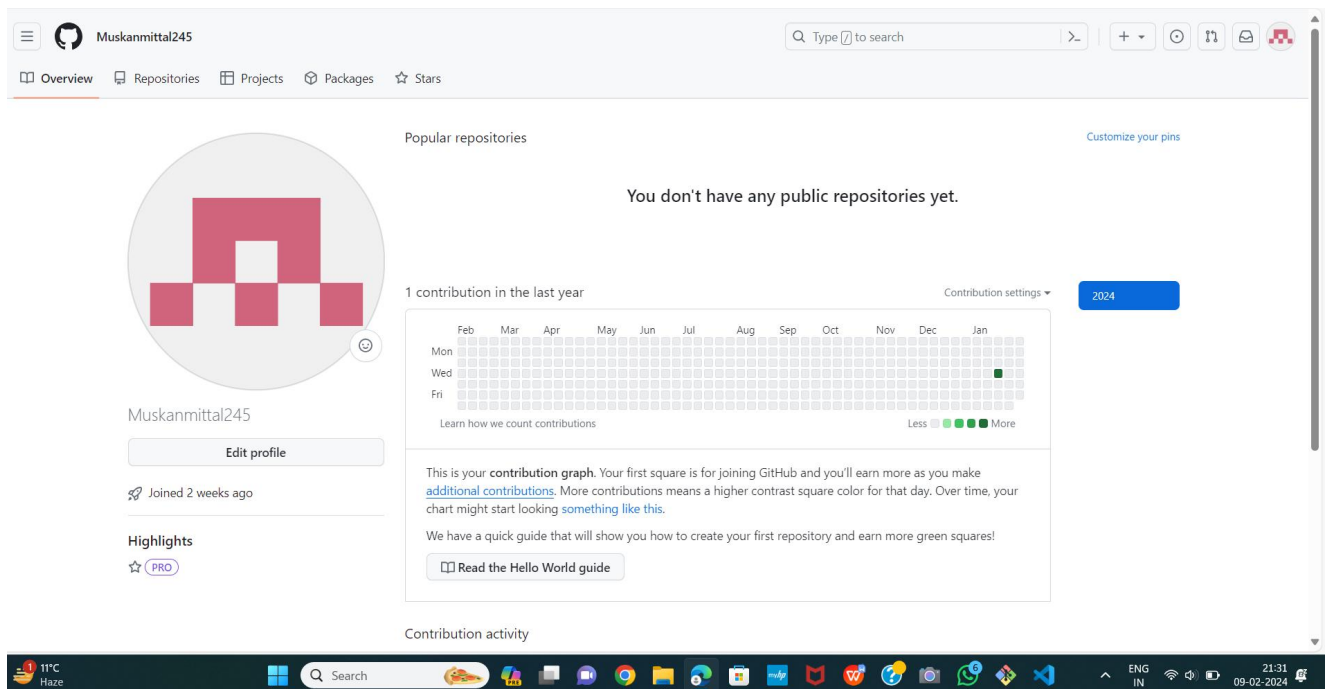 Muskanmittal245
Type / to search
Overview Repositories Projects Packages Stars
Popular repositories Customize your pins
You don't have any public repositories yet.
1 contribution in the last year Contribution settings 2024
Feb Mar Apr May Jun Jul Aug Sep Oct Nov Dec Jan
Mon
Wed
Fri
Learn how we count contributions Less More
Muskanmittal245
Edit profile
Joined 2 weeks ago
Highlights
PRO
This is your contribution graph. Your first square is for joining GitHub and you'll earn more as you make
additional contributions. More contributions means a higher contrast square color for that day. Over time, your
chart might start looking something like this.
We have a quick guide that will show you how to create your first repository and earn more green squares!
Read the Hello World guide
Contribution activity
1
11°C
Haze
Search
PRE
myhp
W
6
ENG
IN
21:31
09-02-2024